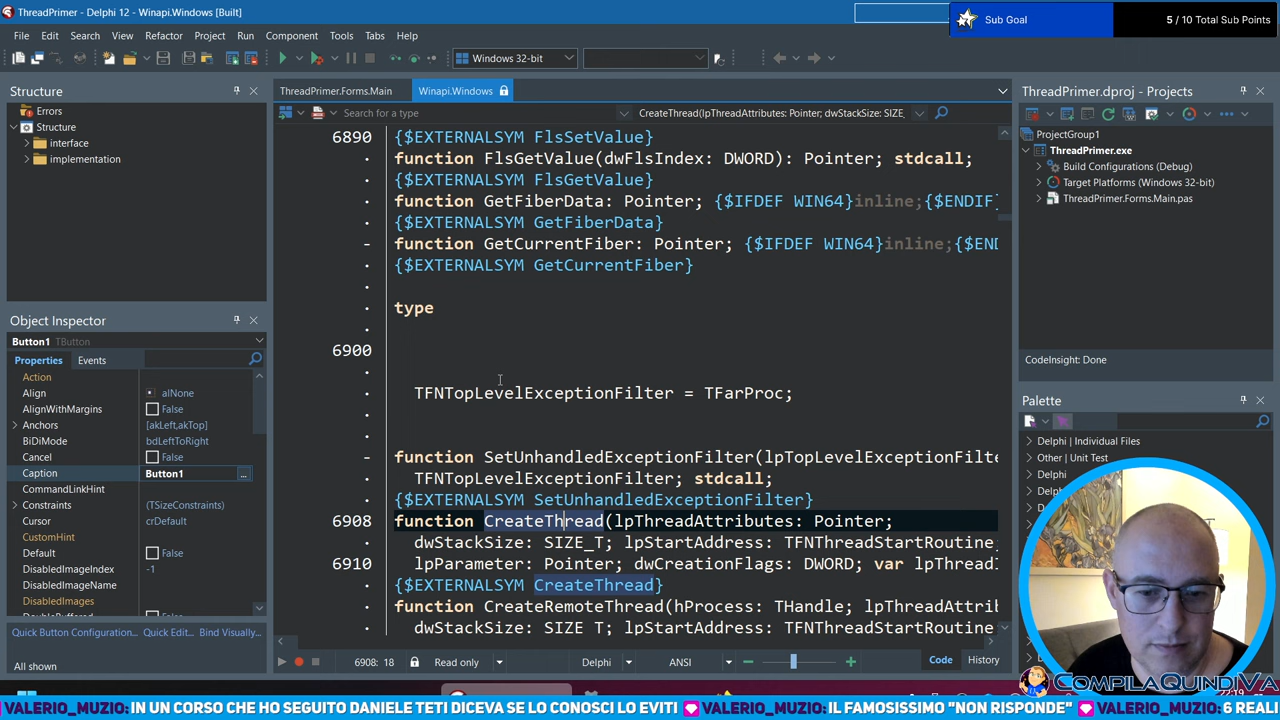 ThreadPrimer - Delphi 12 - Winapi.Windows [Built]
Sub Goal
5 / 10 Total Sub Points
File Edit Search View Refactor Project Run Component Tools Tabs Help
Windows 32-bit
Structure
Errors
Structure
interface
implementation
Object Inspector
Button1 TButton
Properties Events
Action
Align alNone
AlignWithMargins False
Anchors [akLeft,akTop]
BiDiMode bdLeftToRight
Cancel False
Caption Button1 ...
CommandLinkHint
Constraints (TSizeConstraints)
Cursor crDefault
CustomHint
Default False
DisabledImageIndex -1
DisabledImageName
DisabledImages
Quick Button Configuration... Quick Edit... Bind Visually...
All shown
ThreadPrimer.Forms.Main Winapi.Windows
Search for a type
CreateThread(lpThreadAttributes: Pointer; dwStackSize: SIZE_
6890 {$EXTERNALSYM FlsSetValue}
function FlsGetValue(dwFlsIndex: DWORD): Pointer; stdcall;
{$EXTERNALSYM FlsGetValue}
function GetFiberData: Pointer; {$IFDEF WIN64}inline;{$ENDIF}
{$EXTERNALSYM GetFiberData}
function GetCurrentFiber: Pointer; {$IFDEF WIN64}inline;{$END
{$EXTERNALSYM GetCurrentFiber}
type
6900
TFNTopLevelExceptionFilter = TFarProc;
function SetUnhandledExceptionFilter(lpTopLevelExceptionFilte
TFNTopLevelExceptionFilter; stdcall;
{$EXTERNALSYM SetUnhandledExceptionFilter}
6908 function CreateThread(lpThreadAttributes: Pointer;
dwStackSize: SIZE_T; lpStartAddress: TFNThreadStartRoutine;
6910 lpParameter: Pointer; dwCreationFlags: DWORD; var lpThreadI
{$EXTERNALSYM CreateThread}
function CreateRemoteThread(hProcess: THandle; lpThreadAttrib
dwStackSize: SIZE_T; lpStartAddress: TFNThreadStartRoutine
6908: 18 Read only Delphi ANSI Code History
ThreadPrimer.dproj - Projects
ProjectGroup1
ThreadPrimer.exe
Build Configurations (Debug)
Target Platforms (Windows 32-bit)
ThreadPrimer.Forms.Main.pas
CodeInsight: Done
Palette
Delphi | Individual Files
Other | Unit Test
Delphi
Other
COMPILAQUINDIVA
VALERIO_MUZIO: IN UN CORSO CHE HO SEGUITO DANIELE TETI DICEVA SE LO CONOSCI LO EVITI VALERIO_MUZIO: IL FAMOSISSIMO "NON RISPONDE" VALERIO_MUZIO: 6 REALI